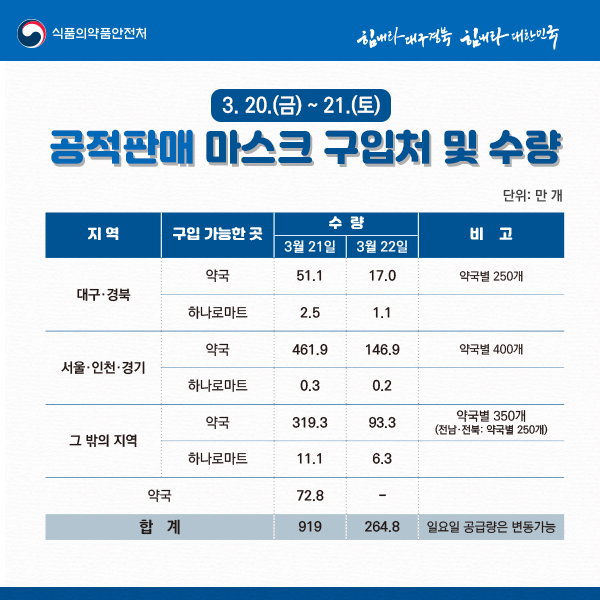 식품의약품안전처
힘내라 대구경북 힘내라 대한민국
3. 20.(금) ~ 21.(토)
공적판매 마스크 구입처 및 수량
단위: 만 개
지 역 구입 가능한 곳 수 량 비 고
3월 21일 3월 22일
대구·경북 약국 51.1 17.0 약국별 250개
하나로마트 2.5 1.1
서울·인천·경기 약국 461.9 146.9 약국별 400개
하나로마트 0.3 0.2
그 밖의 지역 약국 319.3 93.3 약국별 350개
(전남·전북: 약국별 250개)
하나로마트 11.1 6.3
약국 72.8 -
합 계 919 264.8 일요일 공급량은 변동가능